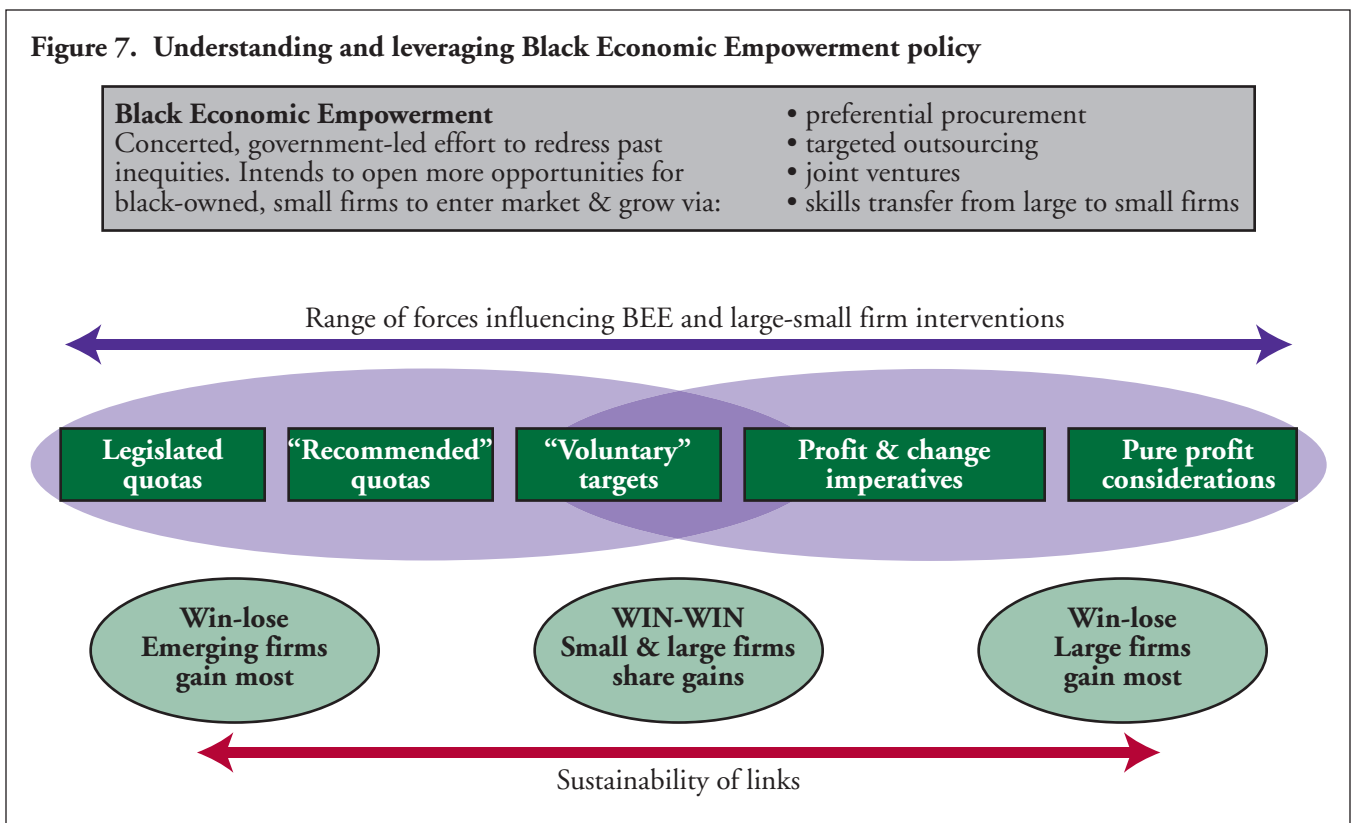 Figure 7. Understanding and leveraging Black Economic Empowerment policy
Black Economic Empowerment
Concerted, government-led effort to redress past
inequities. Intends to open more opportunities for
black-owned, small firms to enter market & grow via:
• preferential procurement
• targeted outsourcing
• joint ventures
• skills transfer from large to small firms
Range of forces influencing BEE and large-small firm interventions
Legislated
quotas
“Recommended”
quotas
“Voluntary”
targets
Profit & change
imperatives
Pure profit
considerations
Win-lose
Emerging firms
gain most
WIN-WIN
Small & large firms
share gains
Win-lose
Large firms
gain most
Sustainability of links